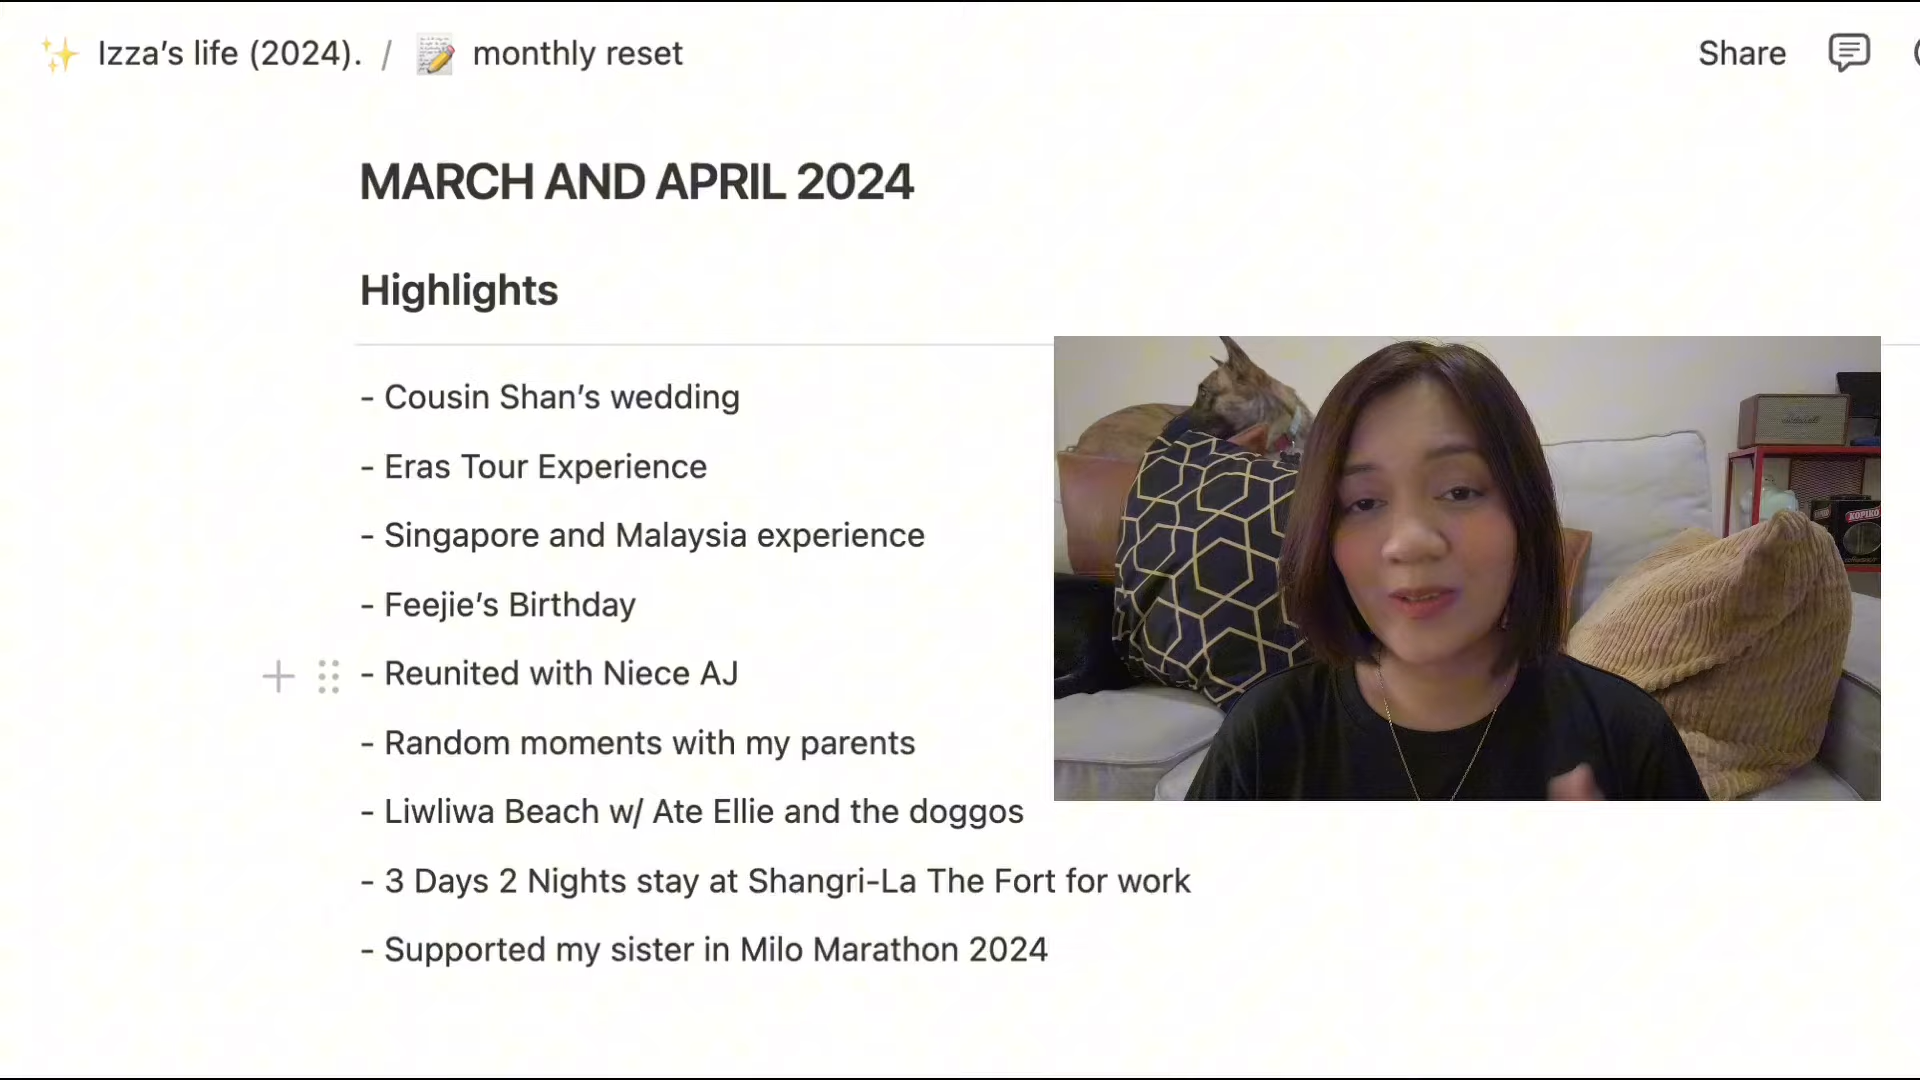 Izza's life (2024). / monthly reset
Share
MARCH AND APRIL 2024
Highlights
- Cousin Shan's wedding
- Eras Tour Experience
- Singapore and Malaysia experience
- Feejie's Birthday
- Reunited with Niece AJ
- Random moments with my parents
- Liwliwa Beach w/ Ate Ellie and the doggos
- 3 Days 2 Nights stay at Shangri-La The Fort for work
- Supported my sister in Milo Marathon 2024
KOPIKO